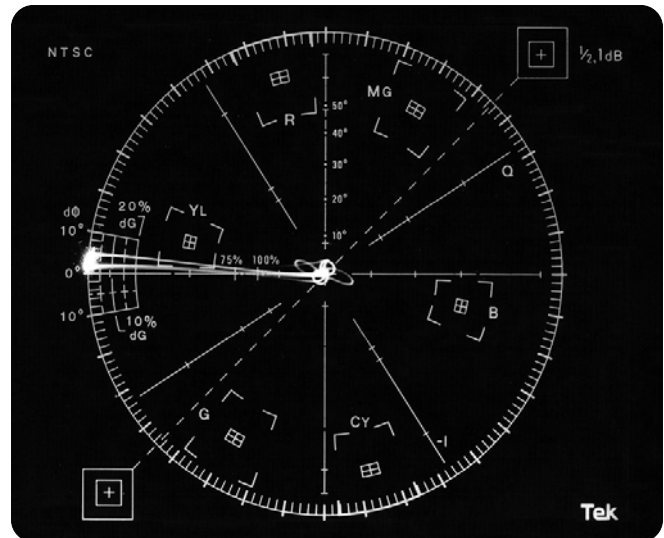 NTSC
½,1dB
R
MG
50°
40°
30°
20°
10°
Q
YL
dØ
20%
dG
10°
75% 100%
0°
10°
10%
dG
B
G
CY
-I
Tek